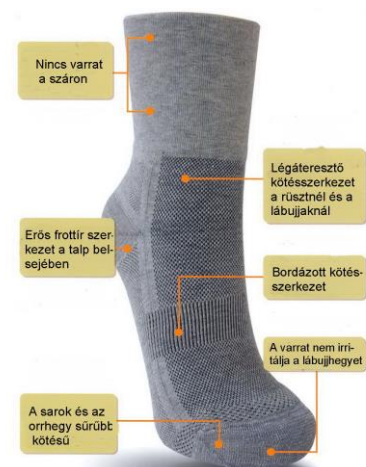 Nincs varrat
a száron
Légáteresztő
kötésszerkezet
a rüsztnél és a
lábujjaknál
Erős frottír szer-
kezet a talp bel-
sejében
Bordázott kötés-
szerkezet
A varrat nem irri-
tálja a lábujjhegyet
A sarok és az
orrhegy sűrűbb
kötésű